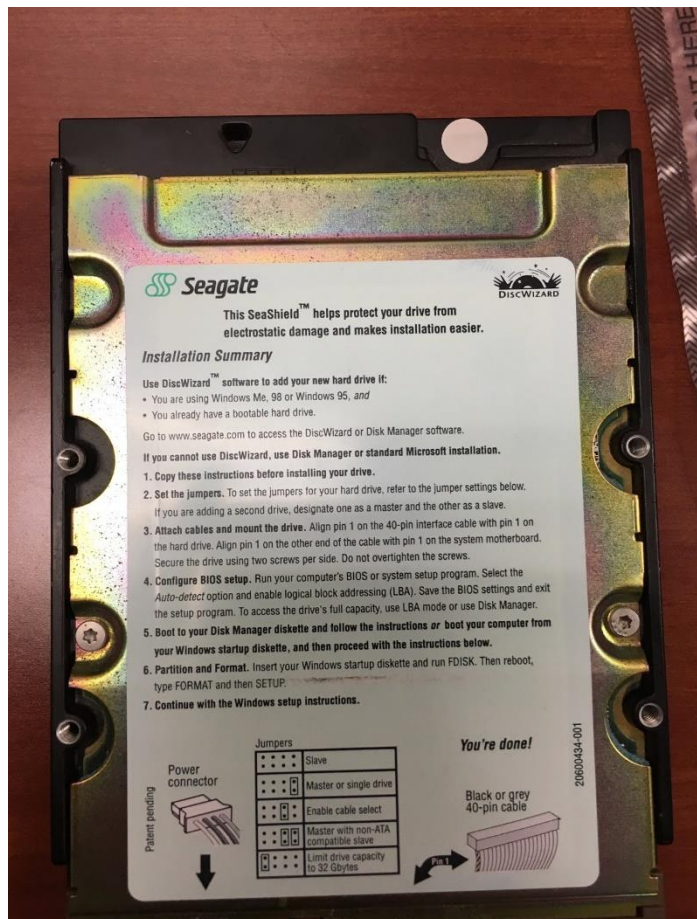 T HERE
Seagate
DISCWIZARD
This SeaShield™ helps protect your drive from
electrostatic damage and makes installation easier.
Installation Summary
Use DiscWizard™ software to add your new hard drive if:
• You are using Windows Me, 98 or Windows 95, and
• You already have a bootable hard drive.
Go to www.seagate.com to access the DiscWizard or Disk Manager software.
If you cannot use DiscWizard, use Disk Manager or standard Microsoft installation.
1. Copy these instructions before installing your drive.
2. Set the jumpers. To set the jumpers for your hard drive, refer to the jumper settings below.
If you are adding a second drive, designate one as a master and the other as a slave.
3. Attach cables and mount the drive. Align pin 1 on the 40-pin interface cable with pin 1 on
the hard drive. Align pin 1 on the other end of the cable with pin 1 on the system motherboard.
Secure the drive using two screws per side. Do not overtighten the screws.
4. Configure BIOS setup. Run your computer's BIOS or system setup program. Select the
Auto-detect option and enable logical block addressing (LBA). Save the BIOS settings and exit
the setup program. To access the drive's full capacity, use LBA mode or use Disk Manager.
5. Boot to your Disk Manager diskette and follow the instructions or boot your computer from
your Windows startup diskette, and then proceed with the instructions below.
6. Partition and Format. Insert your Windows startup diskette and run FDISK. Then reboot,
type FORMAT and then SETUP.
7. Continue with the Windows setup instructions.
Patent pending
Power
connector
Jumpers
Slave
Master or single drive
Enable cable select
Master with non-ATA
compatible slave
Limit drive capacity
to 32 Gbytes
You're done!
Black or grey
40-pin cable
Pin 1
20600434-001